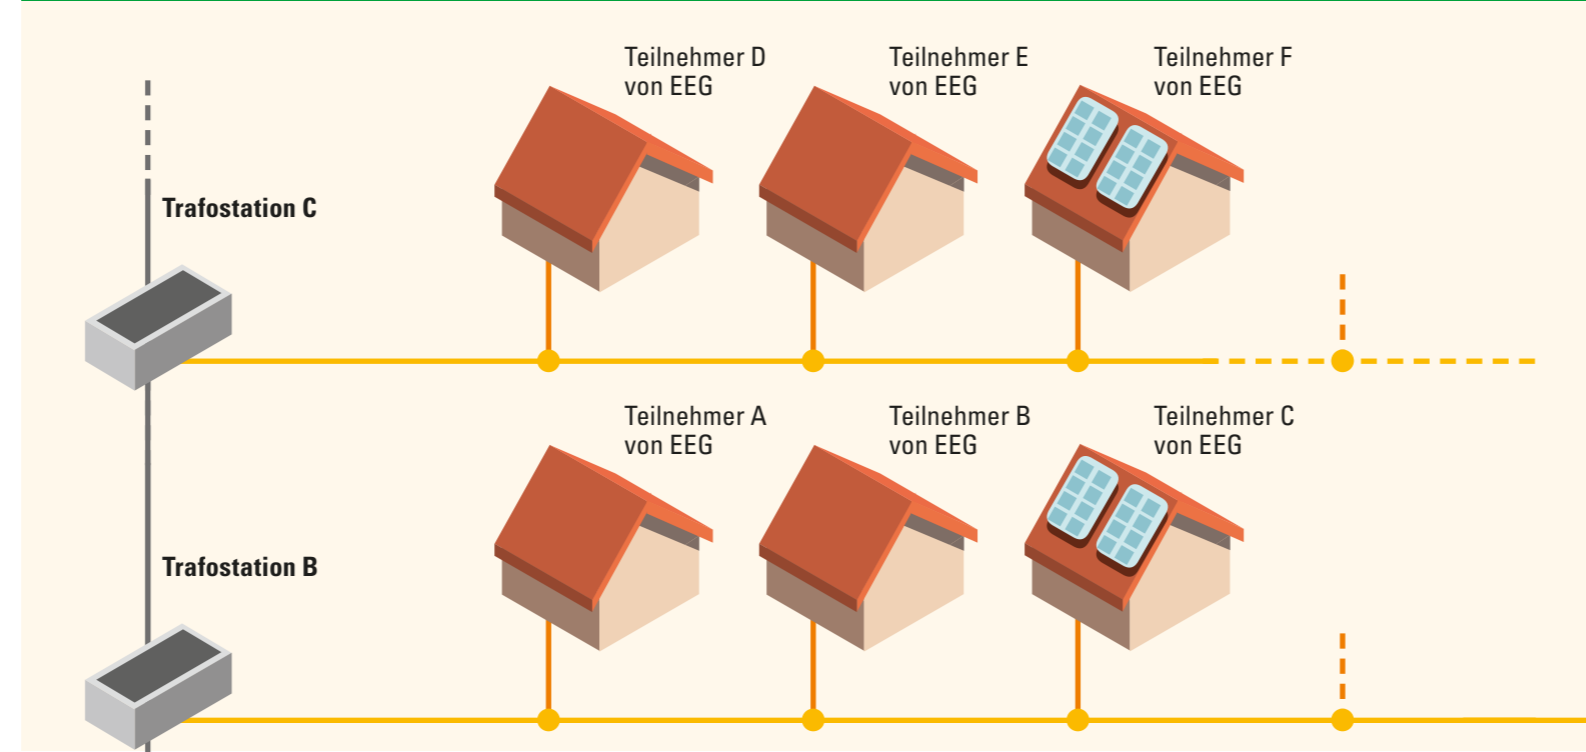 Teilnehmer D
von EEG
Teilnehmer E
von EEG
Teilnehmer F
von EEG
Trafostation C
Teilnehmer A
von EEG
Teilnehmer B
von EEG
Teilnehmer C
von EEG
Trafostation B